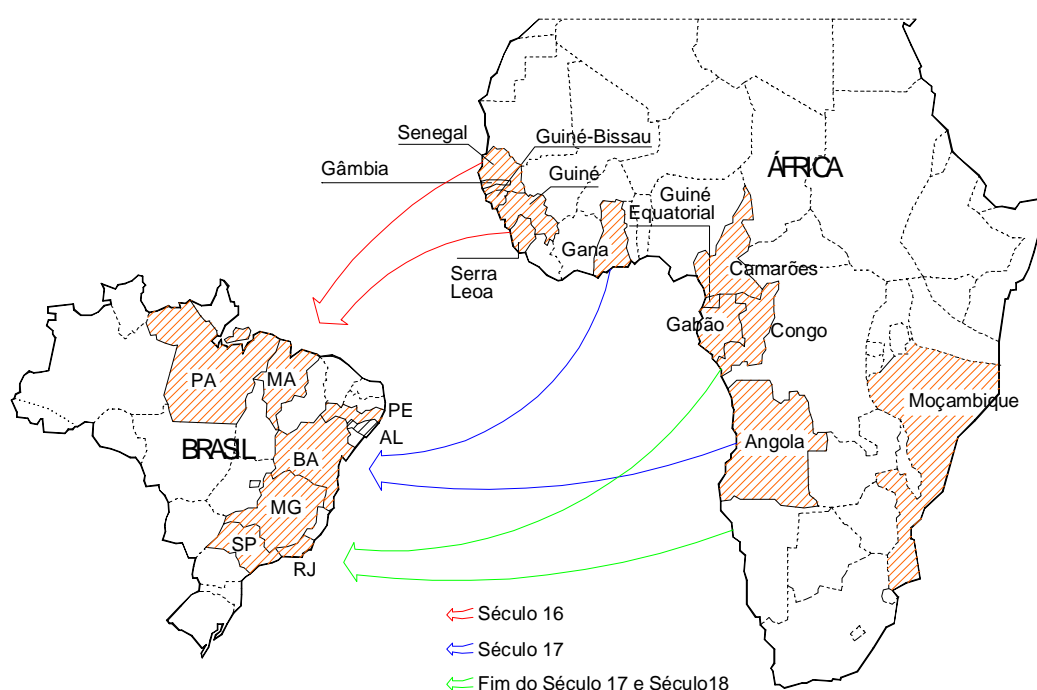 Senegal
Guiné-Bissau
Gâmbia
Guiné
ÁFRICA
Guiné
Equatorial
Gana
Serra
Leoa
Camarões
Gabão
Congo
PA
MA
Moçambique
PE
AL
BRASIL
BA
Angola
MG
SP
RJ
Século 16
Século 17
Fim do Século 17 e Século18